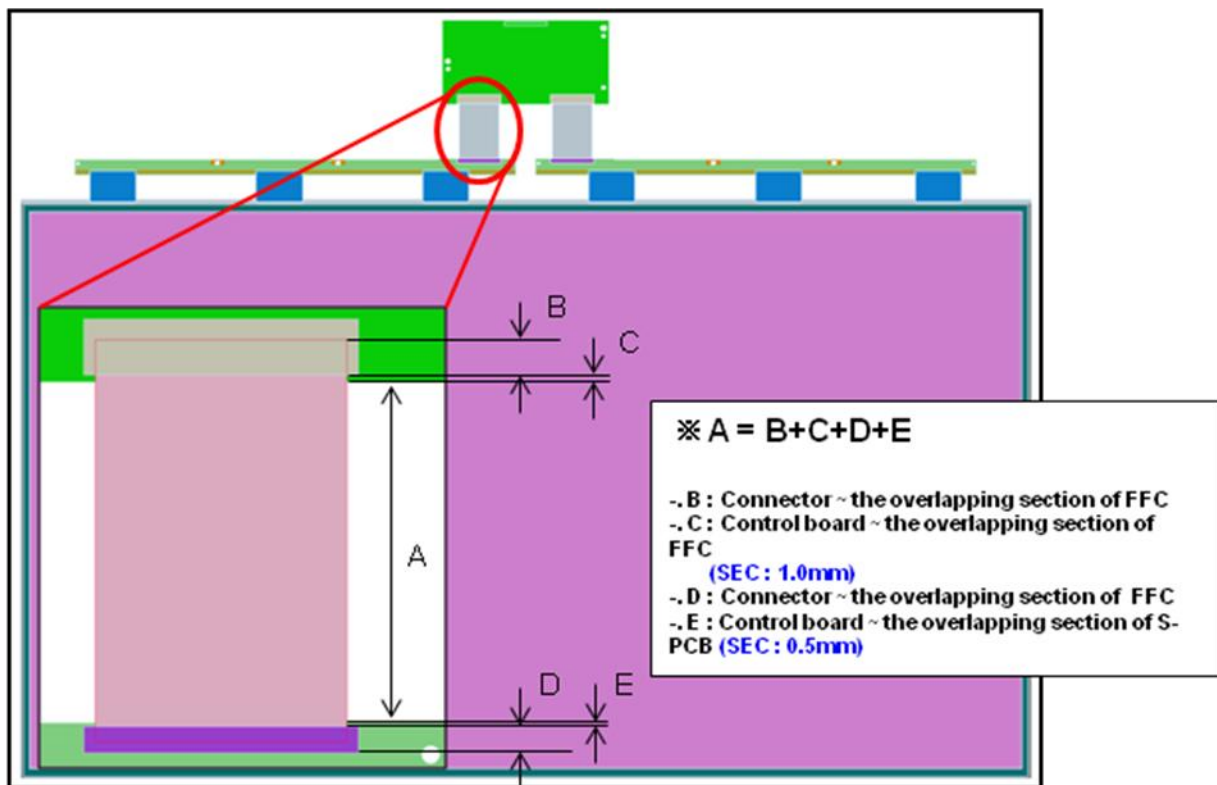 B
C
A
D
E
※ A = B+C+D+E
-. B : Connector ~ the overlapping section of FFC
-. C : Control board ~ the overlapping section of
FFC
(SEC : 1.0mm)
-. D : Connector ~ the overlapping section of FFC
-. E : Control board ~ the overlapping section of S-
PCB (SEC : 0.5mm)